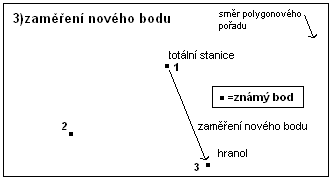 3)zaměření nového bodu
směr polygonového
pořadu
totální stanice
1
=známý bod
2
zaměření nového bodu
hranol
3